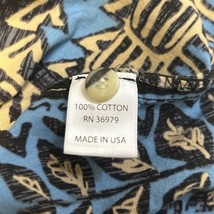 100% COTTON
RN 36979
MADE IN USA